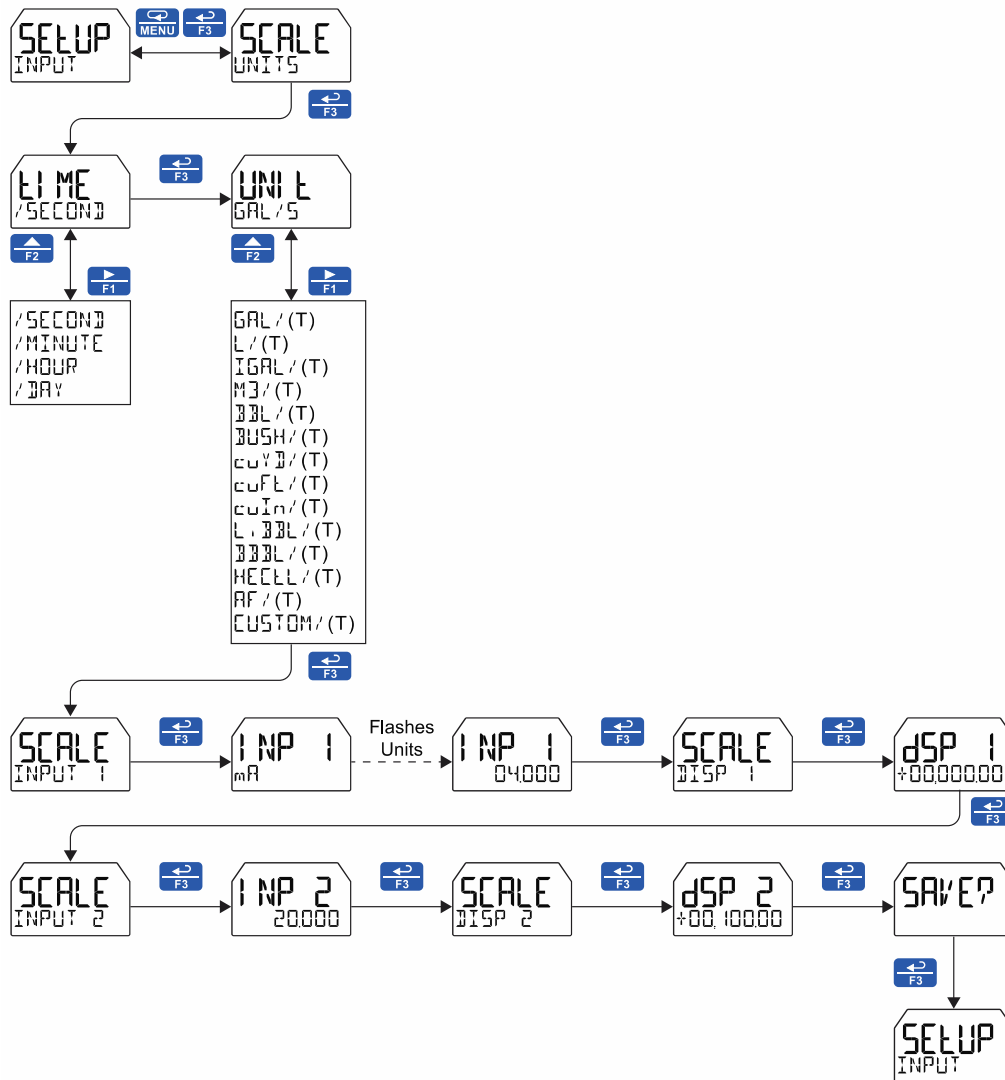 SEtUP
INPUT
MENU
F3
SCALE
UNITS
F3
tIME
/SECOND
F3
UNIt
GAL/S
F2
F1
F2
F1
/SECOND
/MINUTE
/HOUR
/DAY
GAL/(T)
L/(T)
IGAL/(T)
M3/(T)
BBL/(T)
BUSH/(T)
cuYD/(T)
cuFt/(T)
cuIn/(T)
LiBBL/(T)
BBBL/(T)
HECtL/(T)
AF/(T)
CUSTOM/(T)
F3
SCALE
INPUT 1
F3
INP 1
mA
Flashes
Units
INP 1
04.000
F3
SCALE
DISP 1
F3
dSP 1
+00,000.00
F3
SCALE
INPUT 2
F3
INP 2
20.000
F3
SCALE
DISP 2
F3
dSP 2
+00,100.00
F3
SAVE?
F3
SEtUP
INPUT